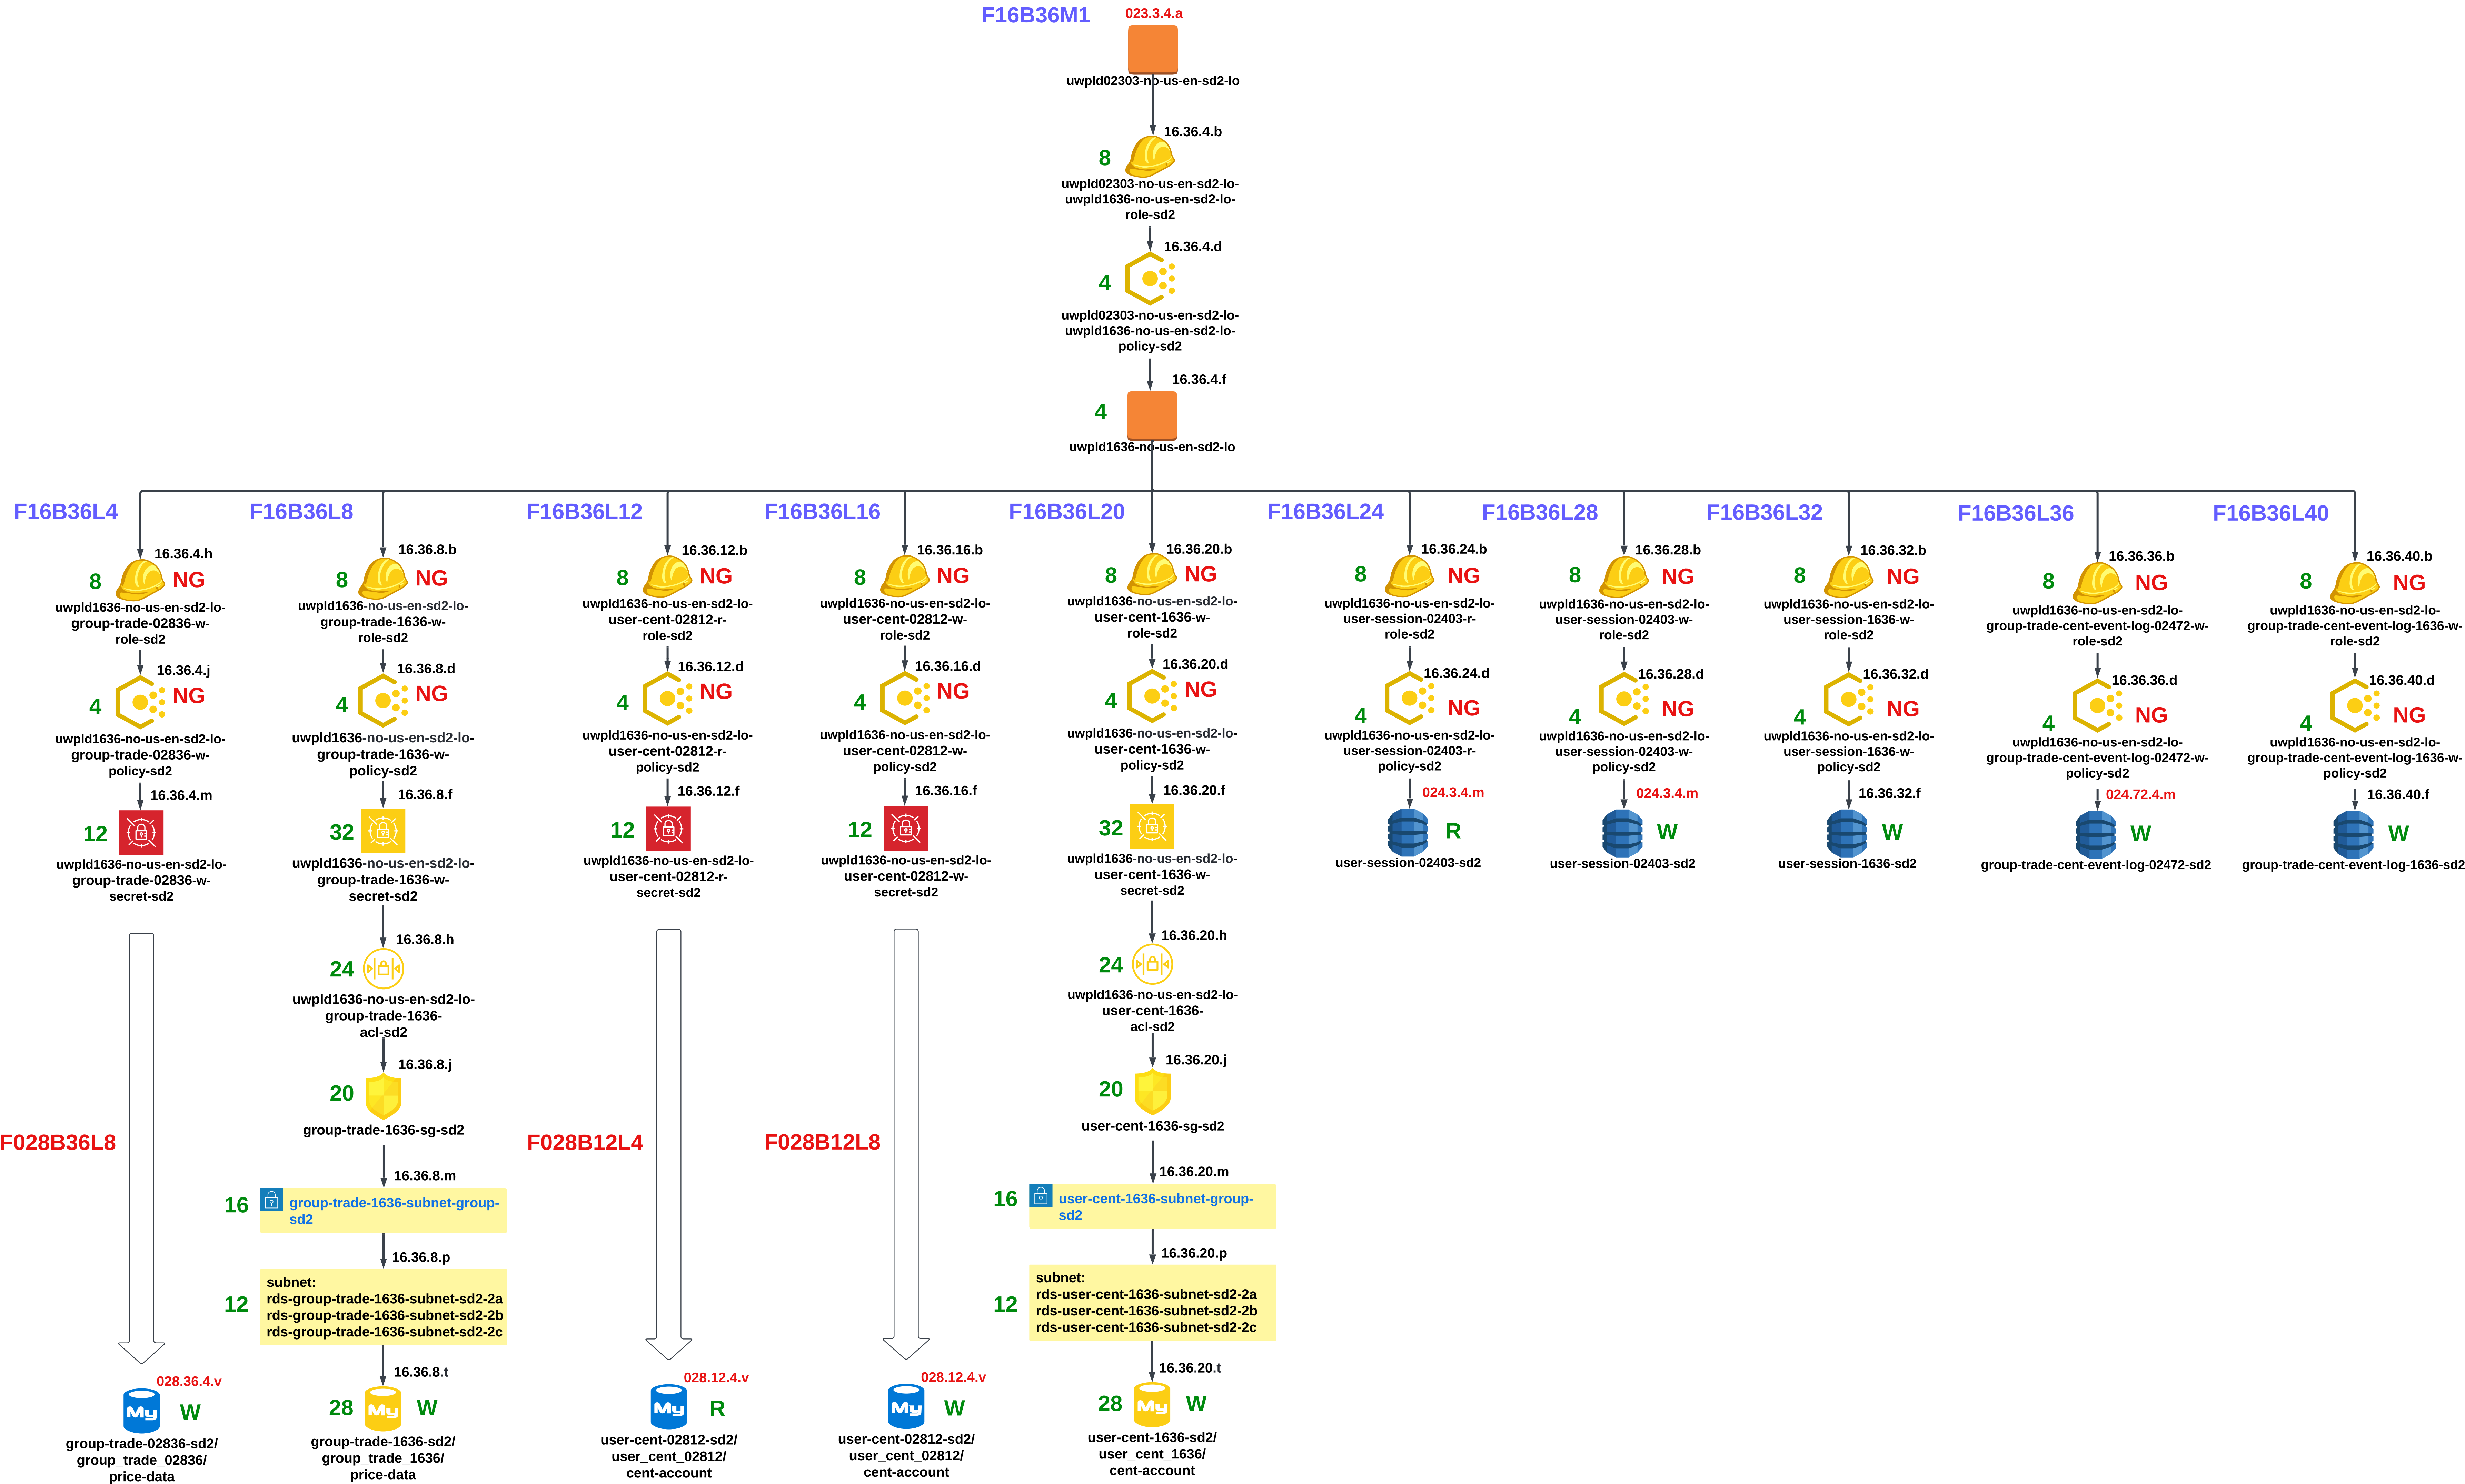 F16B36M1
023.3.4.a
uwpld02303-no-us-en-sd2-lo
16.36.4.b
8
uwpld02303-no-us-en-sd2-lo-
uwpld1636-no-us-en-sd2-lo-
role-sd2
16.36.4.d
4
uwpld02303-no-us-en-sd2-lo-
uwpld1636-no-us-en-sd2-lo-
policy-sd2
16.36.4.f
4
uwpld1636-no-us-en-sd2-lo
F16B36L4
16.36.4.h
8
NG
uwpld1636-no-us-en-sd2-lo-
group-trade-02836-w-
role-sd2
16.36.4.j
4
NG
uwpld1636-no-us-en-sd2-lo-
group-trade-02836-w-
policy-sd2
16.36.4.m
12
uwpld1636-no-us-en-sd2-lo-
group-trade-02836-w-
secret-sd2
F028B36L8
028.36.4.v
W
My
group-trade-02836-sd2/
group_trade_02836/
price-data
F16B36L8
16.36.8.b
8
NG
uwpld1636-no-us-en-sd2-lo-
group-trade-1636-w-
role-sd2
16.36.8.d
4
NG
uwpld1636-no-us-en-sd2-lo-
group-trade-1636-w-
policy-sd2
16.36.8.f
32
uwpld1636-no-us-en-sd2-lo-
group-trade-1636-w-
secret-sd2
16.36.8.h
24
uwpld1636-no-us-en-sd2-lo-
group-trade-1636-
acl-sd2
16.36.8.j
20
group-trade-1636-sg-sd2
16.36.8.m
16
group-trade-1636-subnet-group-
sd2
16.36.8.p
12
subnet:
rds-group-trade-1636-subnet-sd2-2a
rds-group-trade-1636-subnet-sd2-2b
rds-group-trade-1636-subnet-sd2-2c
16.36.8.t
28
My
W
group-trade-1636-sd2/
group_trade_1636/
price-data
F16B36L12
16.36.12.b
8
NG
uwpld1636-no-us-en-sd2-lo-
user-cent-02812-r-
role-sd2
16.36.12.d
4
NG
uwpld1636-no-us-en-sd2-lo-
user-cent-02812-r-
policy-sd2
16.36.12.f
12
uwpld1636-no-us-en-sd2-lo-
user-cent-02812-r-
secret-sd2
F028B12L4
028.12.4.v
My
R
user-cent-02812-sd2/
user_cent_02812/
cent-account
F16B36L16
16.36.16.b
8
NG
uwpld1636-no-us-en-sd2-lo-
user-cent-02812-w-
role-sd2
16.36.16.d
4
NG
uwpld1636-no-us-en-sd2-lo-
user-cent-02812-w-
policy-sd2
16.36.16.f
12
uwpld1636-no-us-en-sd2-lo-
user-cent-02812-w-
secret-sd2
F028B12L8
028.12.4.v
My
W
user-cent-02812-sd2/
user_cent_02812/
cent-account
F16B36L20
16.36.20.b
8
NG
uwpld1636-no-us-en-sd2-lo-
user-cent-1636-w-
role-sd2
16.36.20.d
4
NG
uwpld1636-no-us-en-sd2-lo-
user-cent-1636-w-
policy-sd2
16.36.20.f
32
uwpld1636-no-us-en-sd2-lo-
user-cent-1636-w-
secret-sd2
16.36.20.h
24
uwpld1636-no-us-en-sd2-lo-
user-cent-1636-
acl-sd2
16.36.20.j
20
user-cent-1636-sg-sd2
16.36.20.m
16
user-cent-1636-subnet-group-
sd2
16.36.20.p
12
subnet:
rds-user-cent-1636-subnet-sd2-2a
rds-user-cent-1636-subnet-sd2-2b
rds-user-cent-1636-subnet-sd2-2c
16.36.20.t
28
My
W
user-cent-1636-sd2/
user_cent_1636/
cent-account
F16B36L24
16.36.24.b
8
NG
uwpld1636-no-us-en-sd2-lo-
user-session-02403-r-
role-sd2
16.36.24.d
4
NG
uwpld1636-no-us-en-sd2-lo-
user-session-02403-r-
policy-sd2
024.3.4.m
R
user-session-02403-sd2
F16B36L28
16.36.28.b
8
NG
uwpld1636-no-us-en-sd2-lo-
user-session-02403-w-
role-sd2
16.36.28.d
4
NG
uwpld1636-no-us-en-sd2-lo-
user-session-02403-w-
policy-sd2
024.3.4.m
W
user-session-02403-sd2
F16B36L32
16.36.32.b
8
NG
uwpld1636-no-us-en-sd2-lo-
user-session-1636-w-
role-sd2
16.36.32.d
4
NG
uwpld1636-no-us-en-sd2-lo-
user-session-1636-w-
policy-sd2
16.36.32.f
W
user-session-1636-sd2
F16B36L36
16.36.36.b
8
NG
uwpld1636-no-us-en-sd2-lo-
group-trade-cent-event-log-02472-w-
role-sd2
16.36.36.d
4
NG
uwpld1636-no-us-en-sd2-lo-
group-trade-cent-event-log-02472-w-
policy-sd2
024.72.4.m
W
group-trade-cent-event-log-02472-sd2
F16B36L40
16.36.40.b
8
NG
uwpld1636-no-us-en-sd2-lo-
group-trade-cent-event-log-1636-w-
role-sd2
16.36.40.d
4
NG
uwpld1636-no-us-en-sd2-lo-
group-trade-cent-event-log-1636-w-
policy-sd2
16.36.40.f
W
group-trade-cent-event-log-1636-sd2